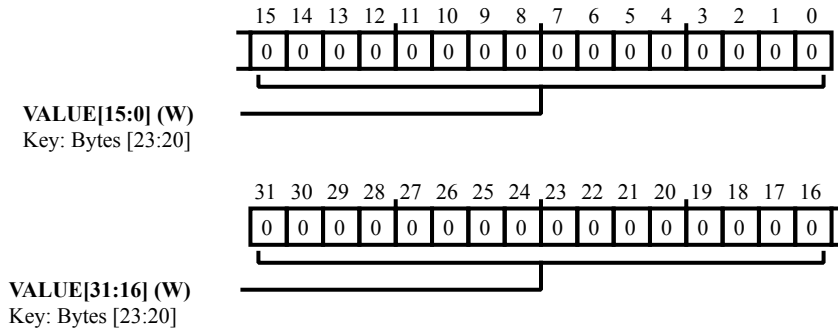 15 14 13 12 11 10 9 8 7 6 5 4 3 2 1 0
0 0 0 0 0 0 0 0 0 0 0 0 0 0 0 0
VALUE[15:0] (W)
Key: Bytes [23:20]
31 30 29 28 27 26 25 24 23 22 21 20 19 18 17 16
0 0 0 0 0 0 0 0 0 0 0 0 0 0 0 0
VALUE[31:16] (W)
Key: Bytes [23:20]